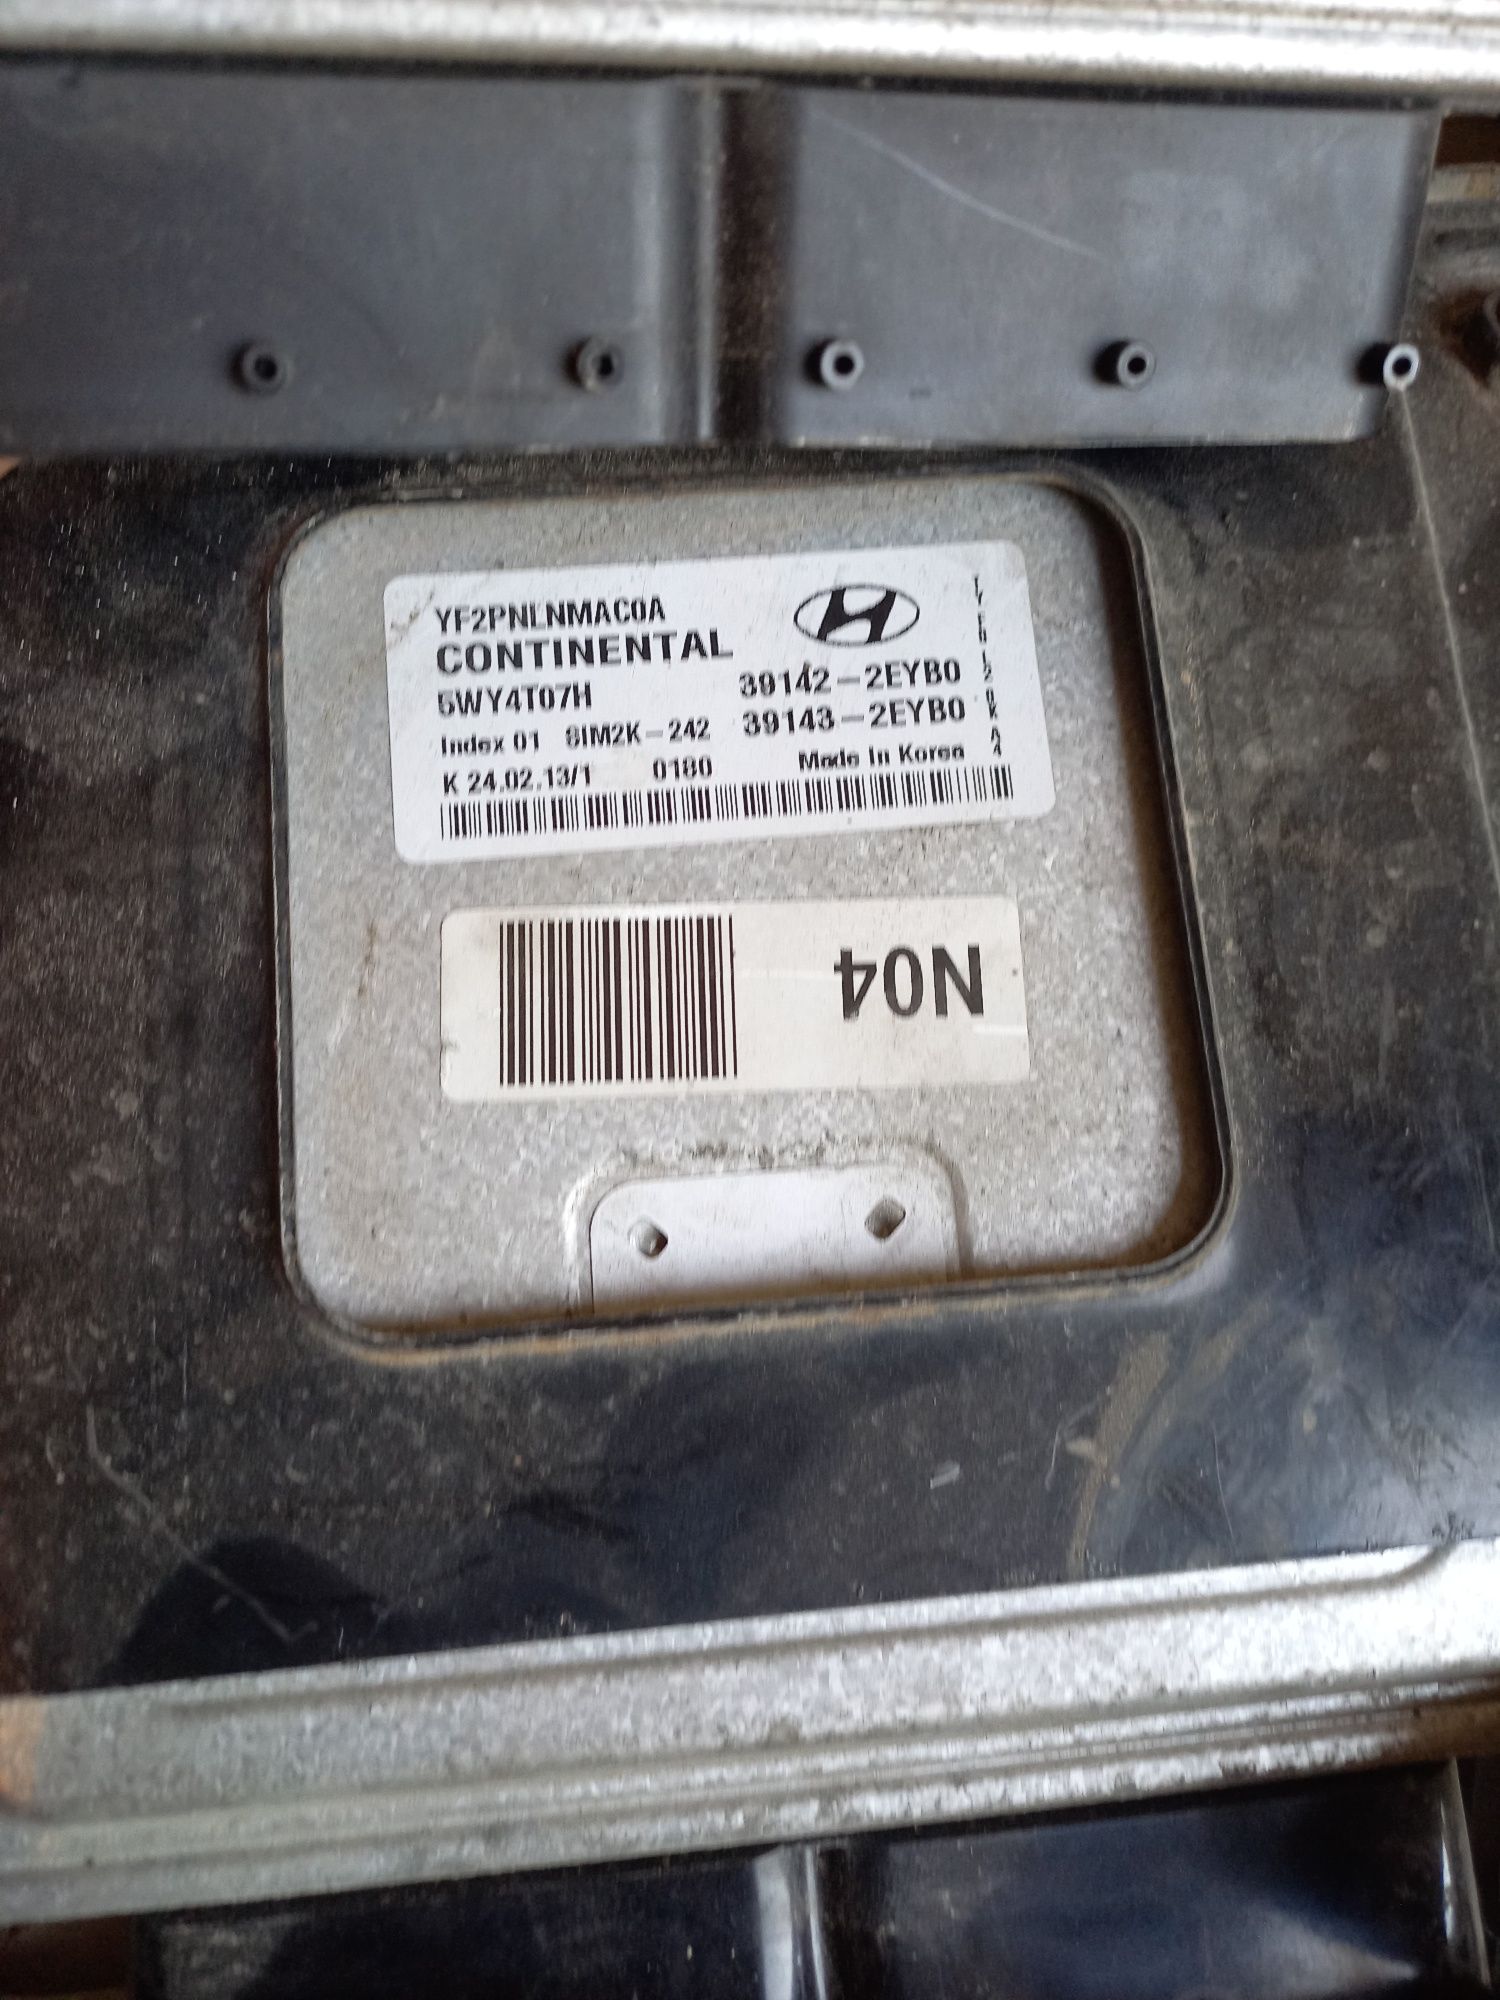 YF2PNLNMAC0A
CONTINENTAL
5WY4T07H 39142-2EYB0
Index 01 SIM2K-242 39143-2EYB0
K 24.02.13/1 0180 Made In Korea
N04